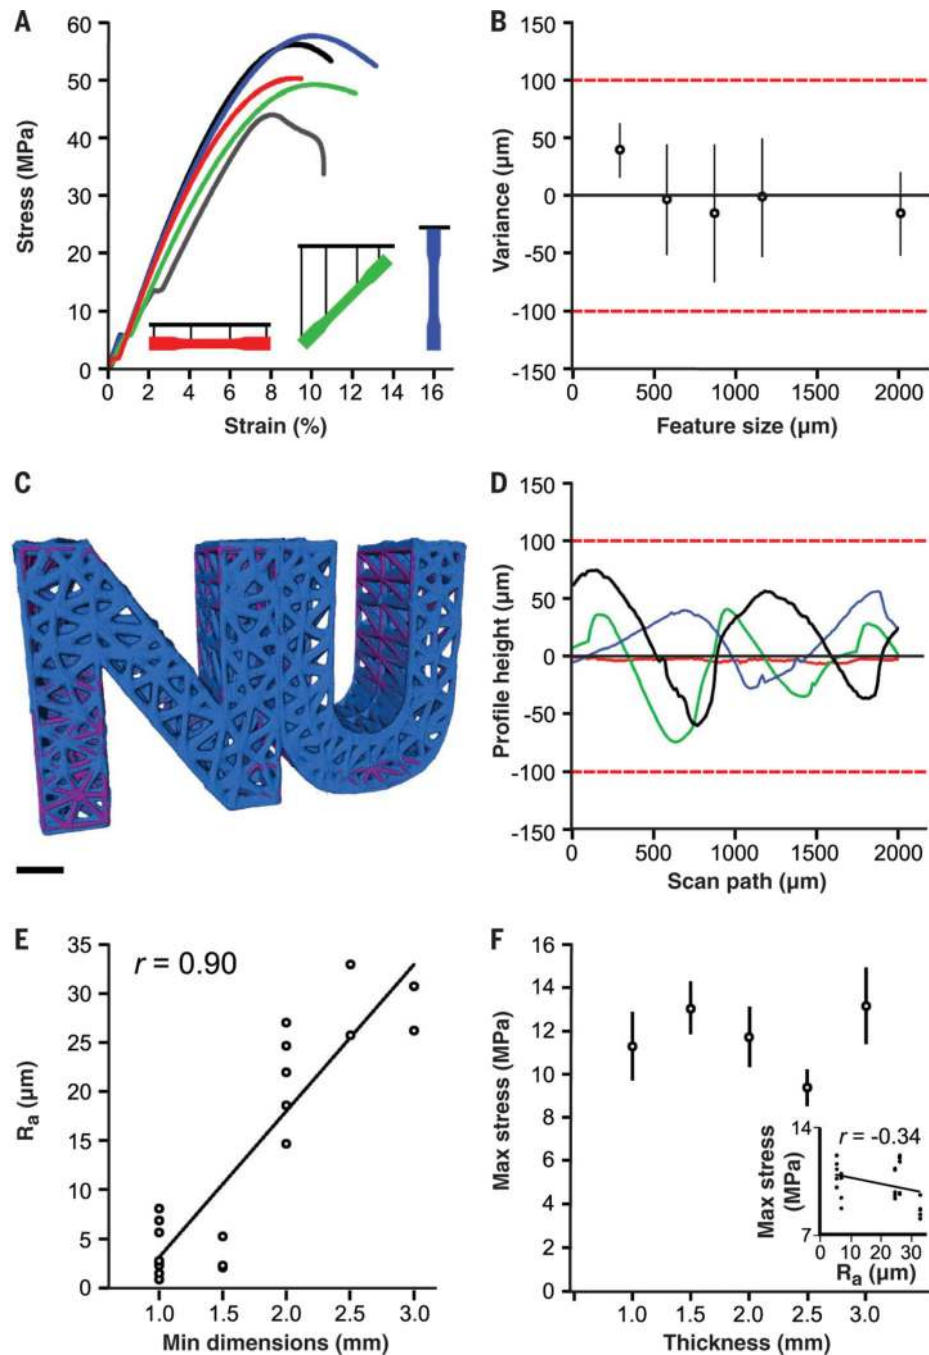 A
Stress (MPa)
60
50
40
30
20
10
0
0 2 4 6 8 10 12 14 16
Strain (%)
B
Variance (µm)
150
100
50
0
-50
-100
-150
0 500 1000 1500 2000
Feature size (µm)
C
D
Profile height (µm)
150
100
50
0
-50
-100
-150
0 500 1000 1500 2000
Scan path (µm)
E
r = 0.90
Ra (µm)
35
30
25
20
15
10
5
0
1.0 1.5 2.0 2.5 3.0
Min dimensions (mm)
F
Max stress (MPa)
16
14
12
10
8
6
4
2
0
1.0 1.5 2.0 2.5 3.0
Thickness (mm)
r = -0.34
Max stress
(MPa)
14
7
0 10 20 30
Ra (µm)